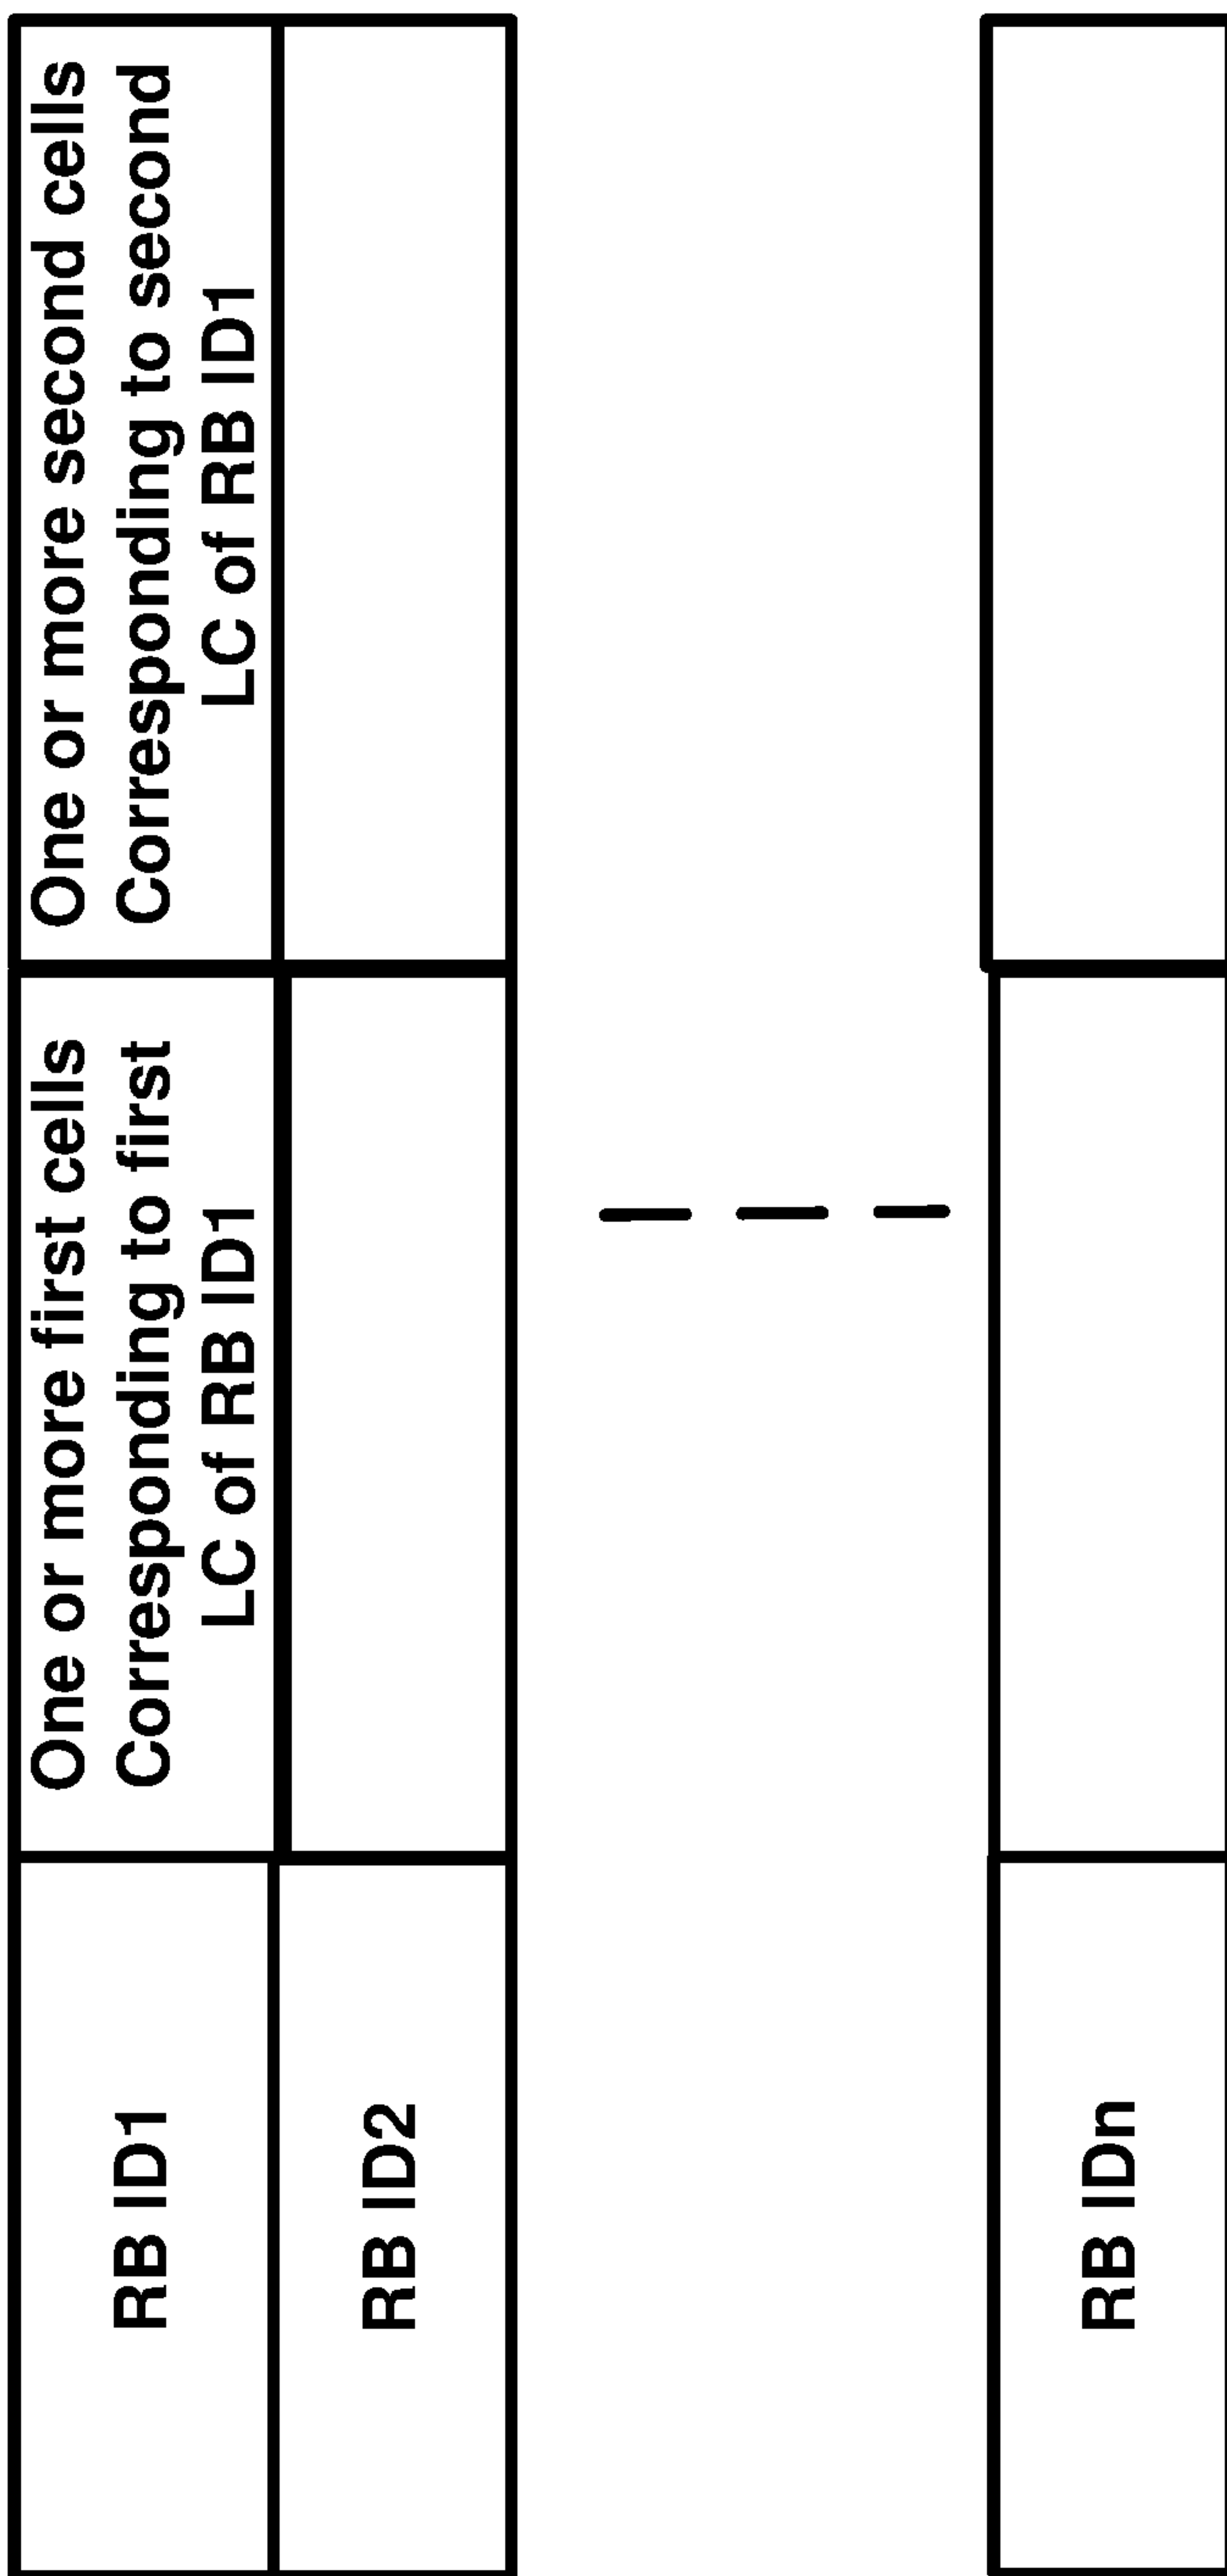 RB ID1
One or more first cells
Corresponding to first
LC of RB ID1
One or more second cells
Corresponding to second
LC of RB ID1
RB ID2
RB IDn